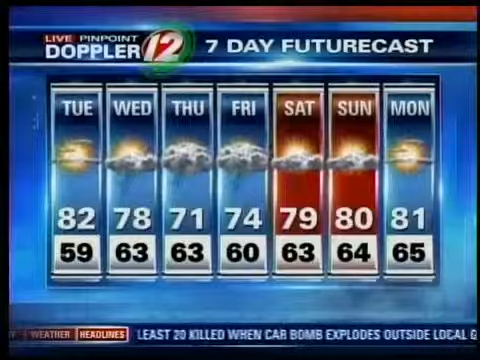 LIVE PINPOINT
DOPPLER 12
7 DAY FUTURECAST
TUE WED THU FRI SAT SUN MON
82 78 71 74 79 80 81
59 63 63 60 63 64 65
WEATHER HEADLINES LEAST 20 KILLED WHEN CAR BOMB EXPLODES OUTSIDE LOCAL